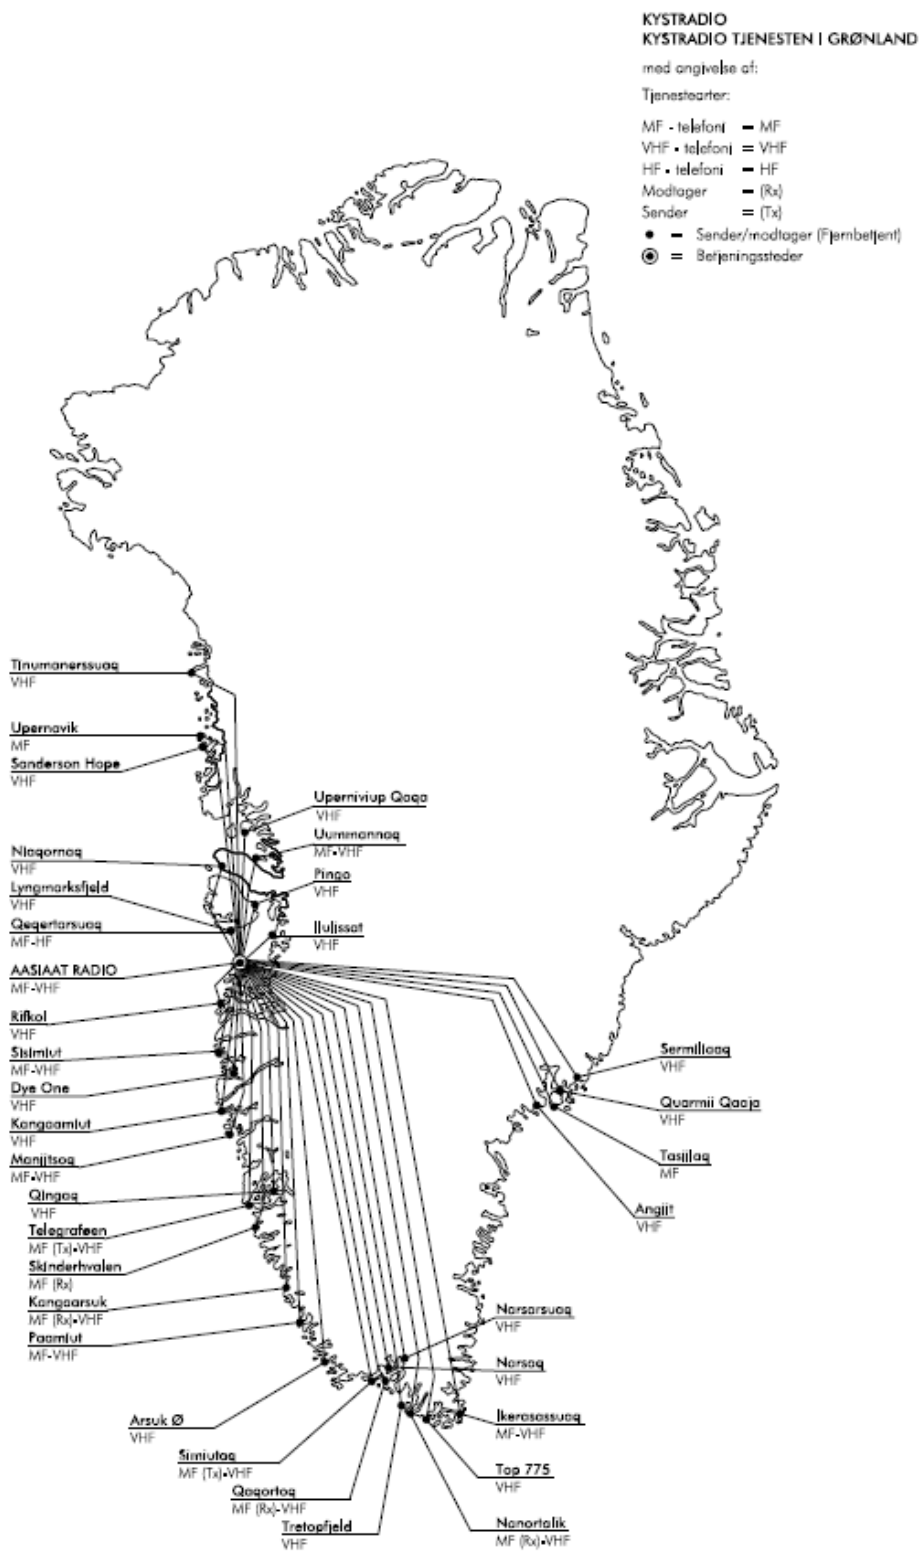 KYSTRADIO
KYSTRADIO TJENESTEN I GRØNLAND
med angivelse af:
Tjenestearter:
MF - telefoni = MF
VHF - telefoni = VHF
HF - telefoni = HF
Modtager = (Rx)
Sender = (Tx)
● = Sender/modtager (Fjernbetjent)
◉ = Betjeningssteder
Tinumanerssuaq
VHF
Upernavik
MF
Sanderson Hope
VHF
Uperniviup Qaqa
VHF
Uummannaq
MF-VHF
Niaqornaq
VHF
Pingo
VHF
Lyngmarksfjeld
VHF
Qeqertarsuaq
MF-HF
Ilulissat
VHF
AASIAAT RADIO
MF-VHF
Rifkol
VHF
Sisimiut
MF-VHF
Dye One
VHF
Kangaamiut
VHF
Maniitsoq
MF-VHF
Qingaq
VHF
Telegraføen
MF (Tx)-VHF
Skinderhvalen
MF (Rx)
Kangaarsuk
MF (Rx)-VHF
Paamiut
MF-VHF
Sermiliaaq
VHF
Quarmii Qaaja
VHF
Tasiilaq
MF
Angiit
VHF
Narsarsuaq
VHF
Narsaq
VHF
Ikerasassuaq
MF-VHF
Arsuk Ø
VHF
Simiutaq
MF (Tx)-VHF
Qaqortoq
MF (Rx)-VHF
Tretopfjeld
VHF
Top 775
VHF
Nanortalik
MF (Rx)-VHF